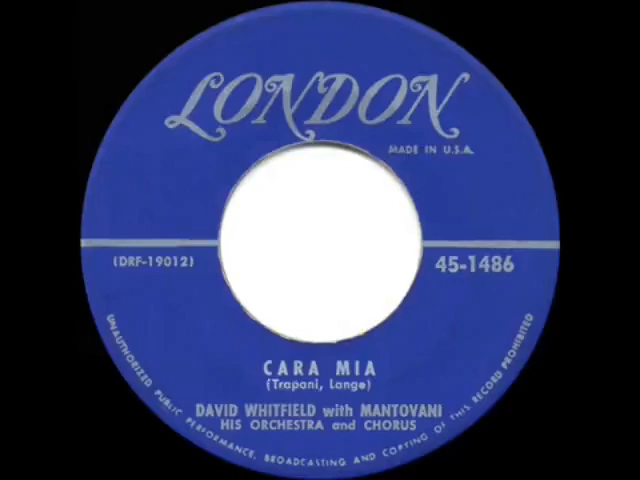 LONDON
MADE IN U.S.A.
(DRF-19012)
45-1486
CARA MIA
(Trapani, Lange)
DAVID WHITFIELD with MANTOVANI
HIS ORCHESTRA and CHORUS
UNAUTHORIZED PUBLIC PERFORMANCE, BROADCASTING AND COPYING OF THIS RECORD PROHIBITED